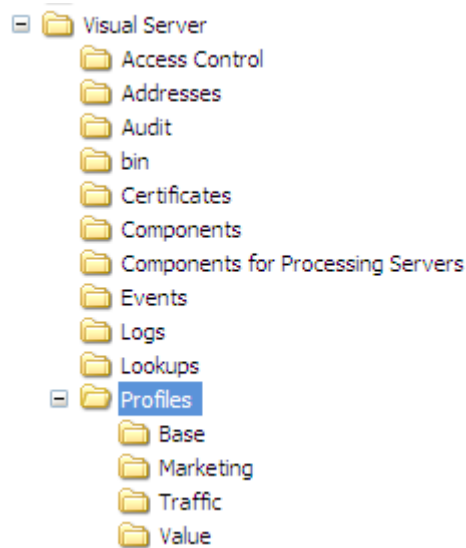 Visual Server
Access Control
Addresses
Audit
bin
Certificates
Components
Components for Processing Servers
Events
Logs
Lookups
Profiles
Base
Marketing
Traffic
Value